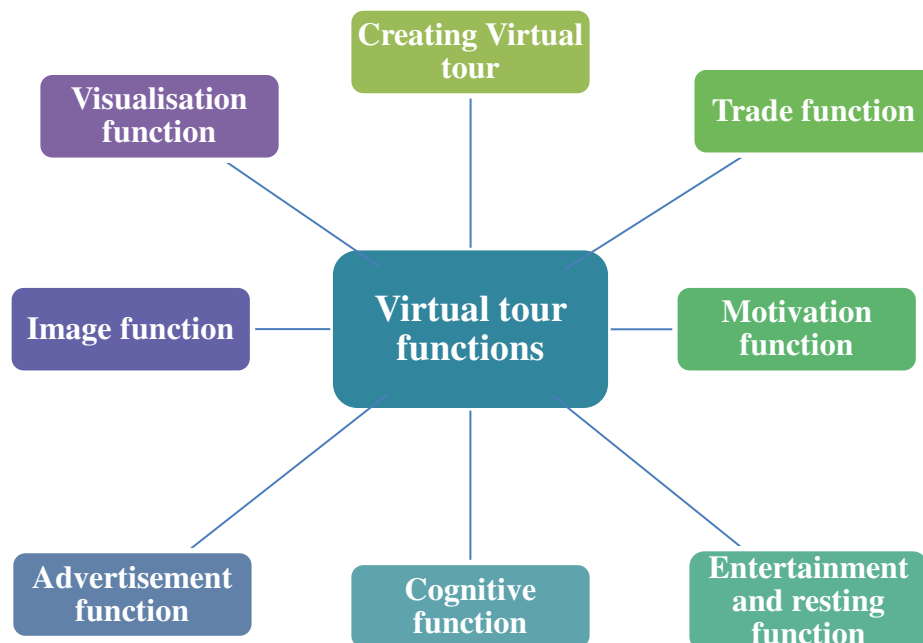 Creating Virtual
tour
Trade function
Motivation
function
Entertainment
and resting
function
Cognitive
function
Advertisement
function
Image function
Visualisation
function
Virtual tour
functions